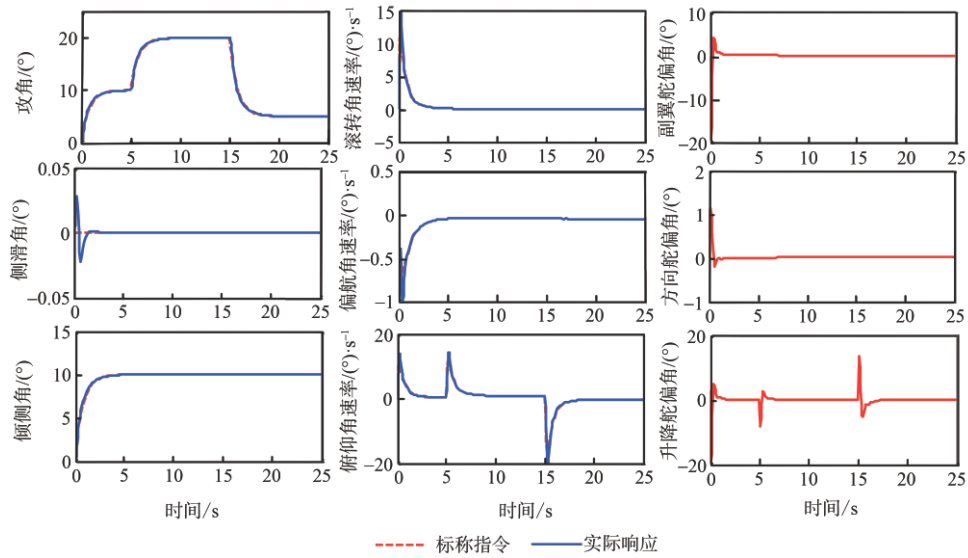 攻角/(°)
20
10
0
0 5 10 15 20 25
滚转角速率/(°)·s⁻¹
15
10
5
0
−5
0 5 10 15 20 25
副翼舵偏角/(°)
10
0
−10
−20
0 5 10 15 20 25
侧滑角/(°)
0.05
0
−0.05
0 5 10 15 20 25
偏航角速率/(°)·s⁻¹
0.5
0
−0.5
−1
0 5 10 15 20 25
方向舵偏角/(°)
2
1
0
−1
0 5 10 15 20 25
倾侧角/(°)
15
10
5
0
0 5 10 15 20 25
时间/s
俯仰角速率/(°)·s⁻¹
20
0
−20
0 5 10 15 20 25
时间/s
升降舵偏角/(°)
20
0
−20
0 5 10 15 20 25
时间/s
标称指令 实际响应